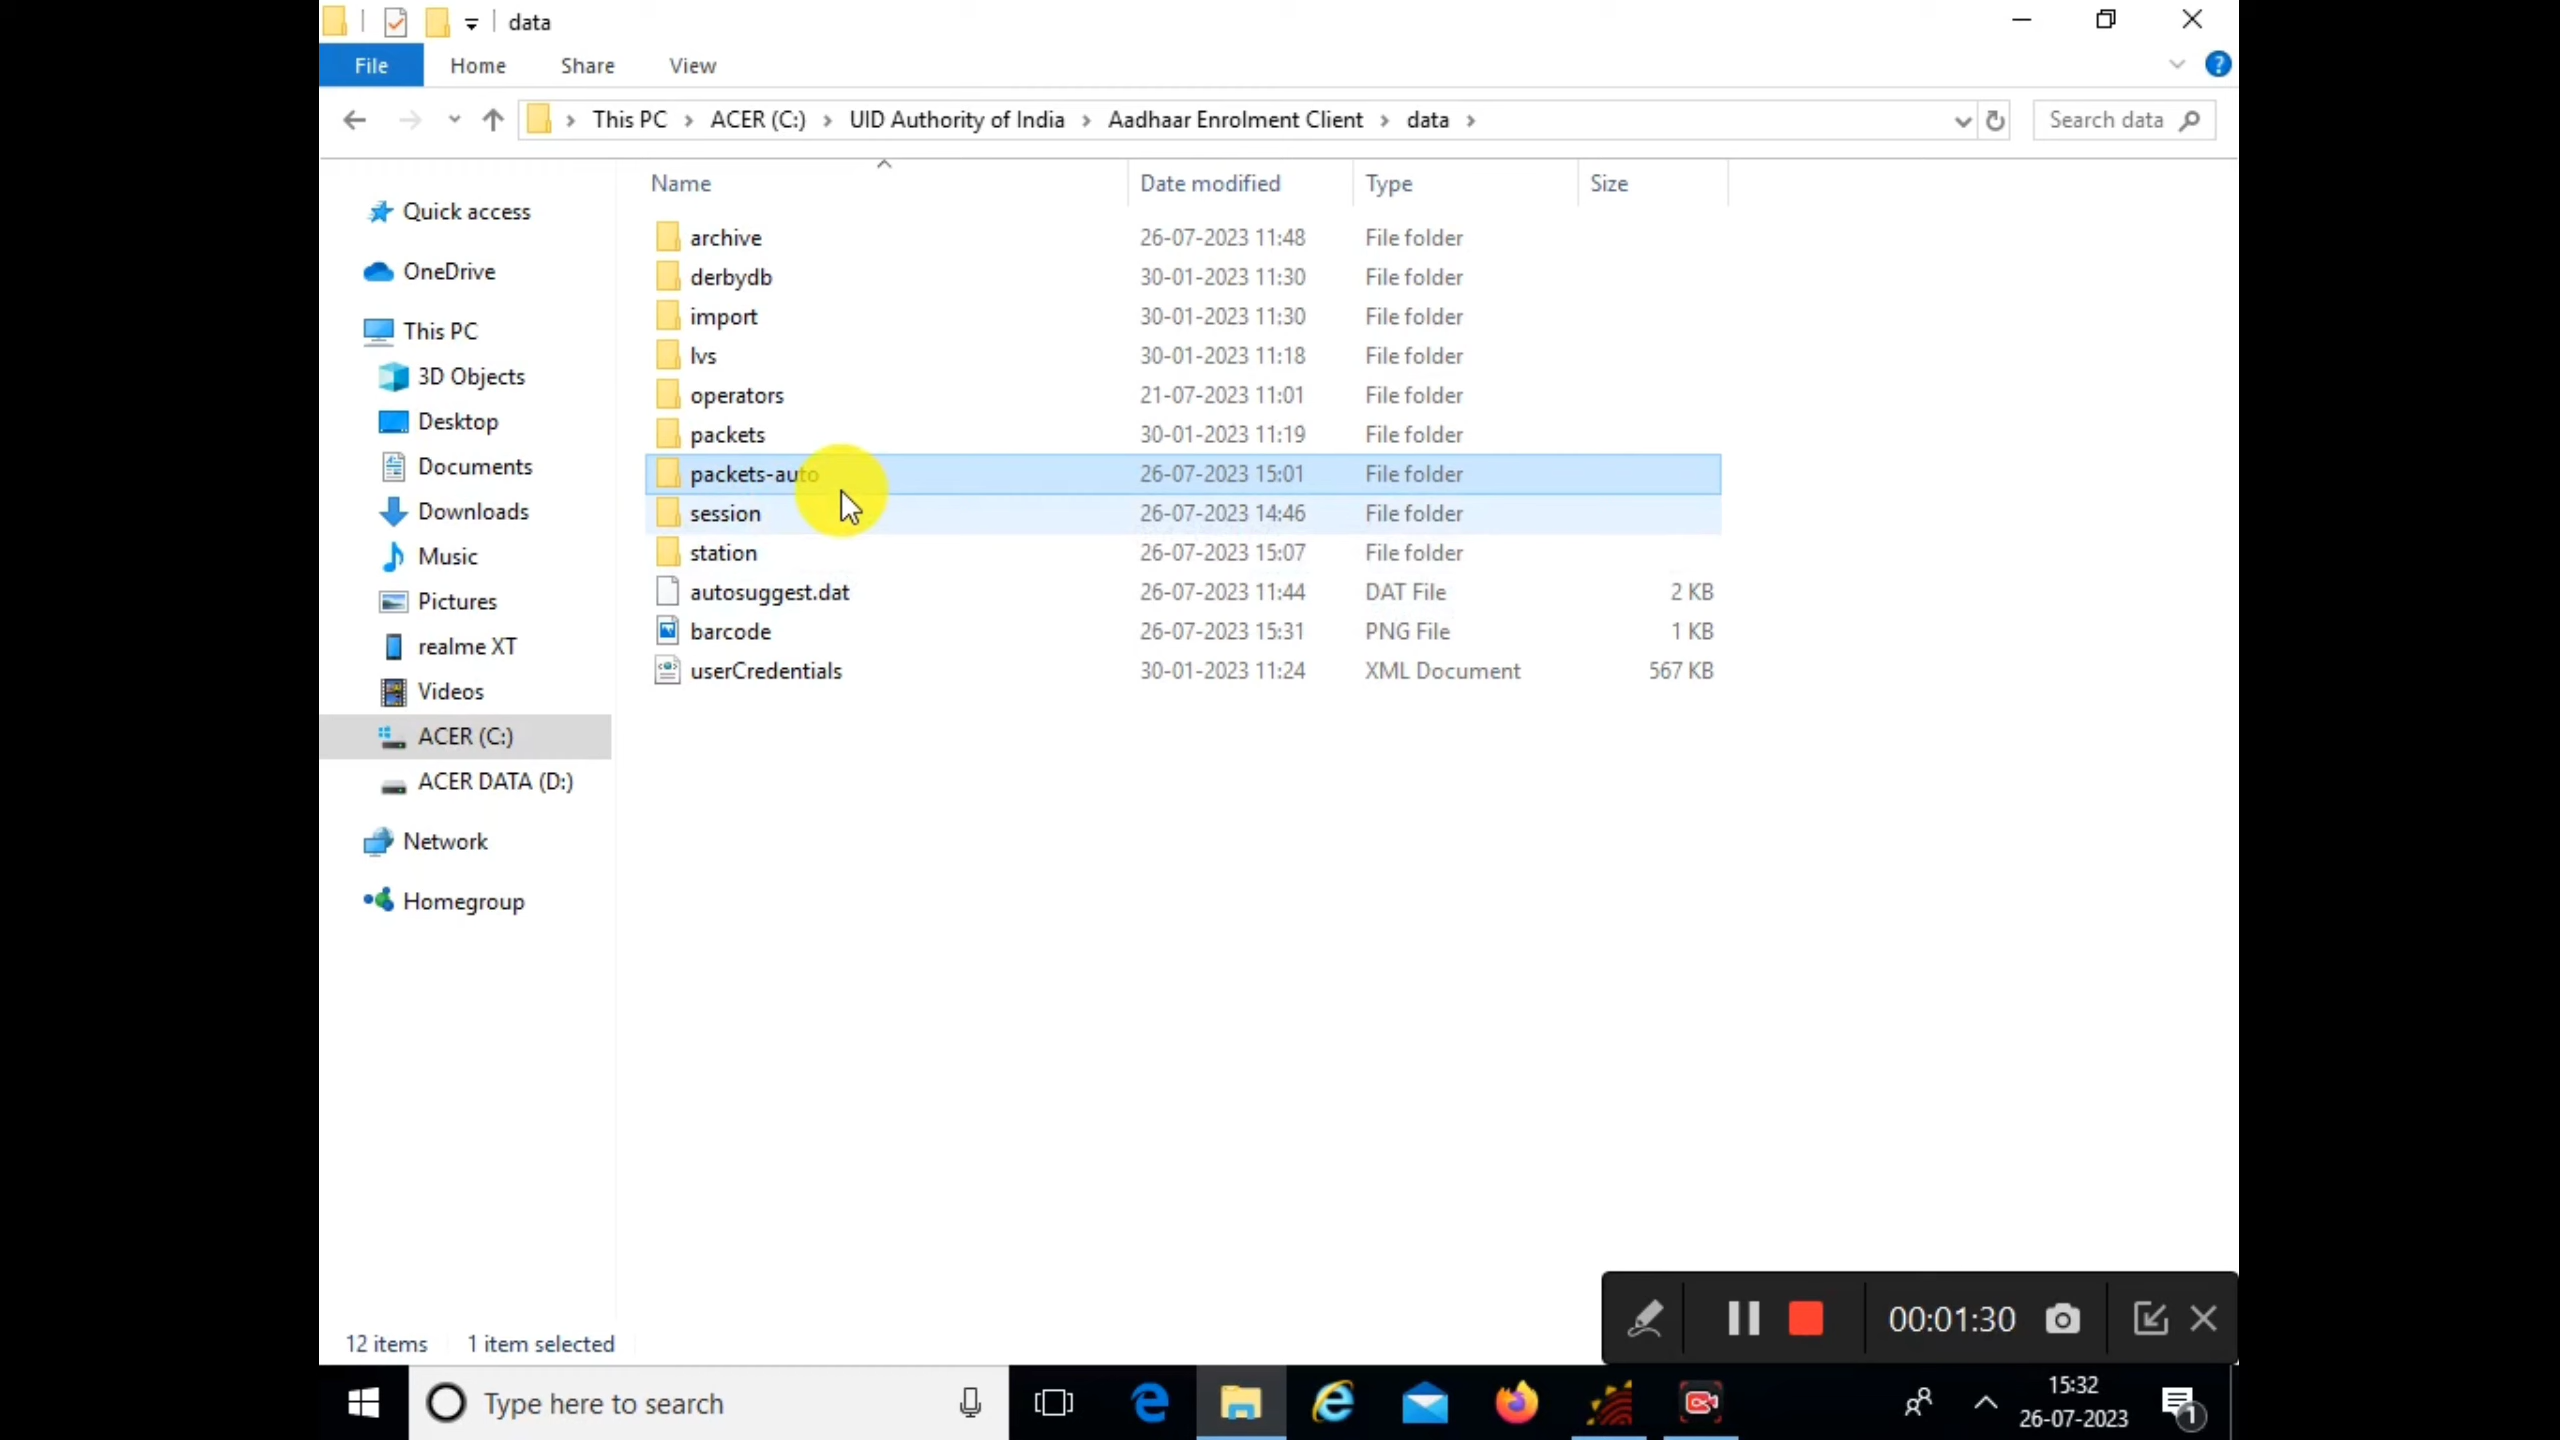 data
File Home Share View
This PC ACER (C:) UID Authority of India Aadhaar Enrolment Client data Search data
Name Date modified Type Size
Quick access
OneDrive
This PC
3D Objects
Desktop
Documents
Downloads
Music
Pictures
realme XT
Videos
ACER (C:)
ACER DATA (D:)
Network
Homegroup
archive 26-07-2023 11:48 File folder
derbydb 30-01-2023 11:30 File folder
import 30-01-2023 11:30 File folder
lvs 30-01-2023 11:18 File folder
operators 21-07-2023 11:01 File folder
packets 30-01-2023 11:19 File folder
packets-auto 26-07-2023 15:01 File folder
session 26-07-2023 14:46 File folder
station 26-07-2023 15:07 File folder
autosuggest.dat 26-07-2023 11:44 DAT File 2 KB
barcode 26-07-2023 15:31 PNG File 1 KB
userCredentials 30-01-2023 11:24 XML Document 567 KB
00:01:30
12 items 1 item selected
Type here to search
15:32
26-07-2023
1